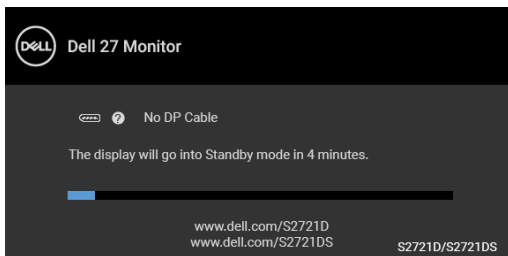 DELL
Dell 27 Monitor
No DP Cable
The display will go into Standby mode in 4 minutes.
www.dell.com/S2721D
www.dell.com/S2721DS
S2721D/S2721DS